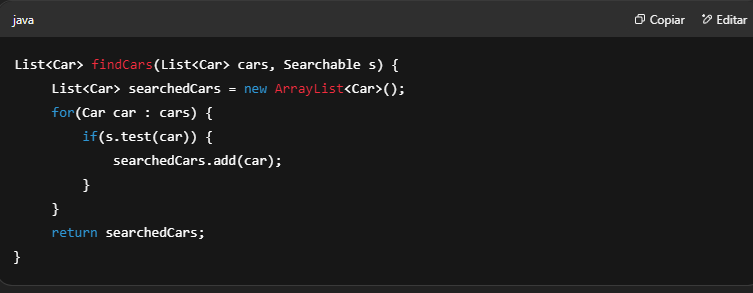 java
Copiar
Editar
List<Car> findCars(List<Car> cars, Searchable s) {
List<Car> searchedCars = new ArrayList<Car>();
for(Car car : cars) {
if(s.test(car)) {
searchedCars.add(car);
}
}
return searchedCars;
}